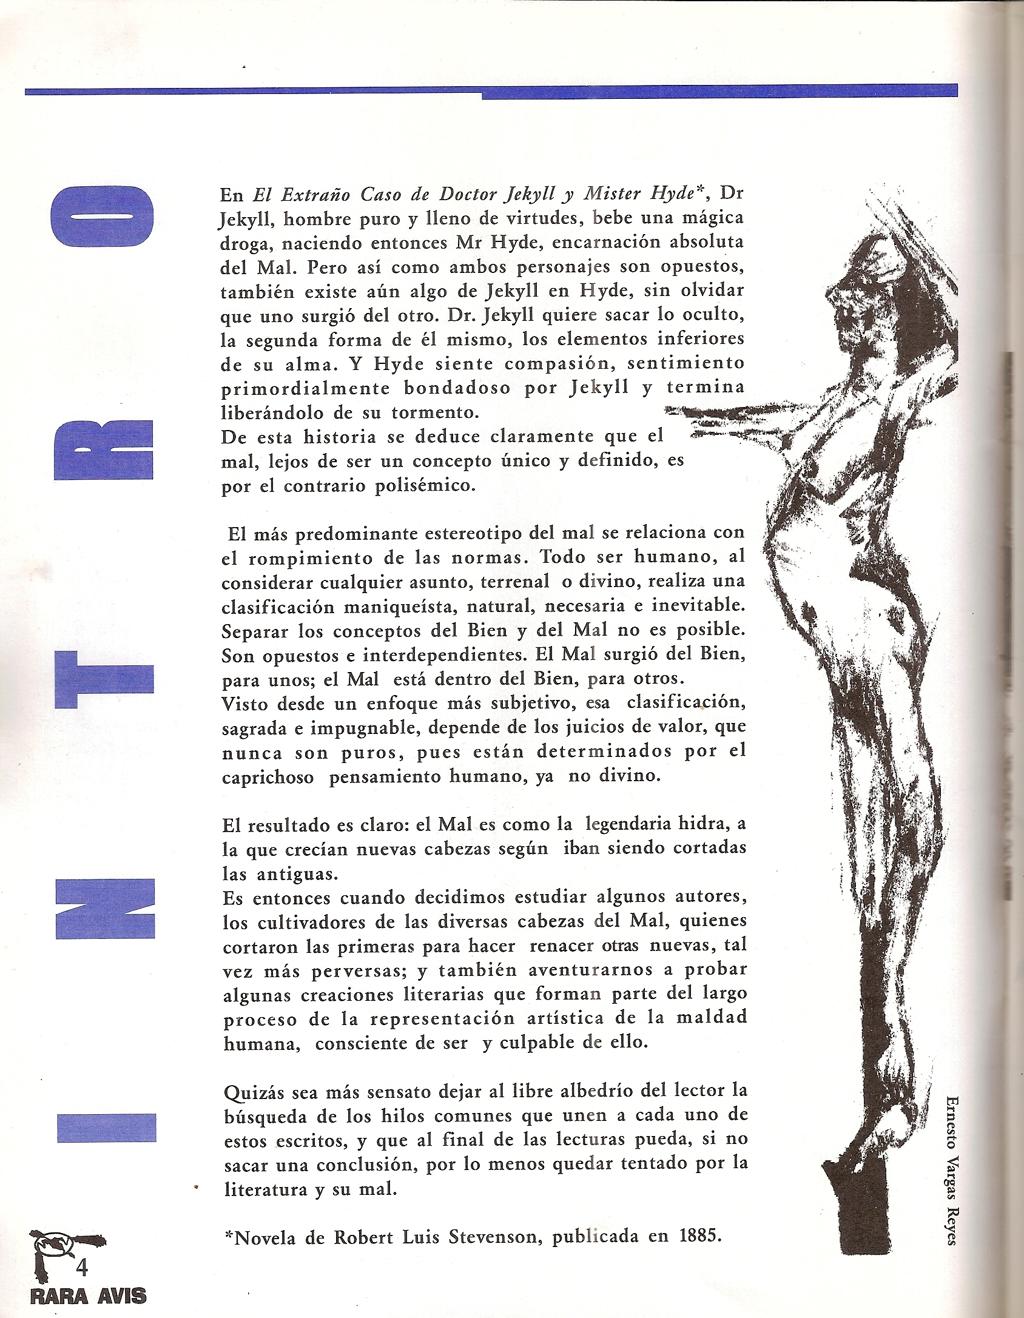 INTRO
En El Extraño Caso de Doctor Jekyll y Mister Hyde*, Dr
Jekyll, hombre puro y lleno de virtudes, bebe una mágica
droga, naciendo entonces Mr Hyde, encarnación absoluta
del Mal. Pero así como ambos personajes son opuestos,
también existe aún algo de Jekyll en Hyde, sin olvidar
que uno surgió del otro. Dr. Jekyll quiere sacar lo oculto,
la segunda forma de él mismo, los elementos inferiores
de su alma. Y Hyde siente compasión, sentimiento
primordialmente bondadoso por Jekyll y termina
liberándolo de su tormento.
De esta historia se deduce claramente que el
mal, lejos de ser un concepto único y definido, es
por el contrario polisémico.
El más predominante estereotipo del mal se relaciona con
el rompimiento de las normas. Todo ser humano, al
considerar cualquier asunto, terrenal o divino, realiza una
clasificación maniqueísta, natural, necesaria e inevitable.
Separar los conceptos del Bien y del Mal no es posible.
Son opuestos e interdependientes. El Mal surgió del Bien,
para unos; el Mal está dentro del Bien, para otros.
Visto desde un enfoque más subjetivo, esa clasificación,
sagrada e impugnable, depende de los juicios de valor, que
nunca son puros, pues están determinados por el
caprichoso pensamiento humano, ya no divino.
El resultado es claro: el Mal es como la legendaria hidra, a
la que crecían nuevas cabezas según iban siendo cortadas
las antiguas.
Es entonces cuando decidimos estudiar algunos autores,
los cultivadores de las diversas cabezas del Mal, quienes
cortaron las primeras para hacer renacer otras nuevas, tal
vez más perversas; y también aventurarnos a probar
algunas creaciones literarias que forman parte del largo
proceso de la representación artística de la maldad
humana, consciente de ser y culpable de ello.
Quizás sea más sensato dejar al libre albedrío del lector la
búsqueda de los hilos comunes que unen a cada uno de
estos escritos, y que al final de las lecturas pueda, si no
sacar una conclusión, por lo menos quedar tentado por la
literatura y su mal.
*Novela de Robert Luis Stevenson, publicada en 1885.
Ernesto Vargas Reyes
4
RARA AVIS